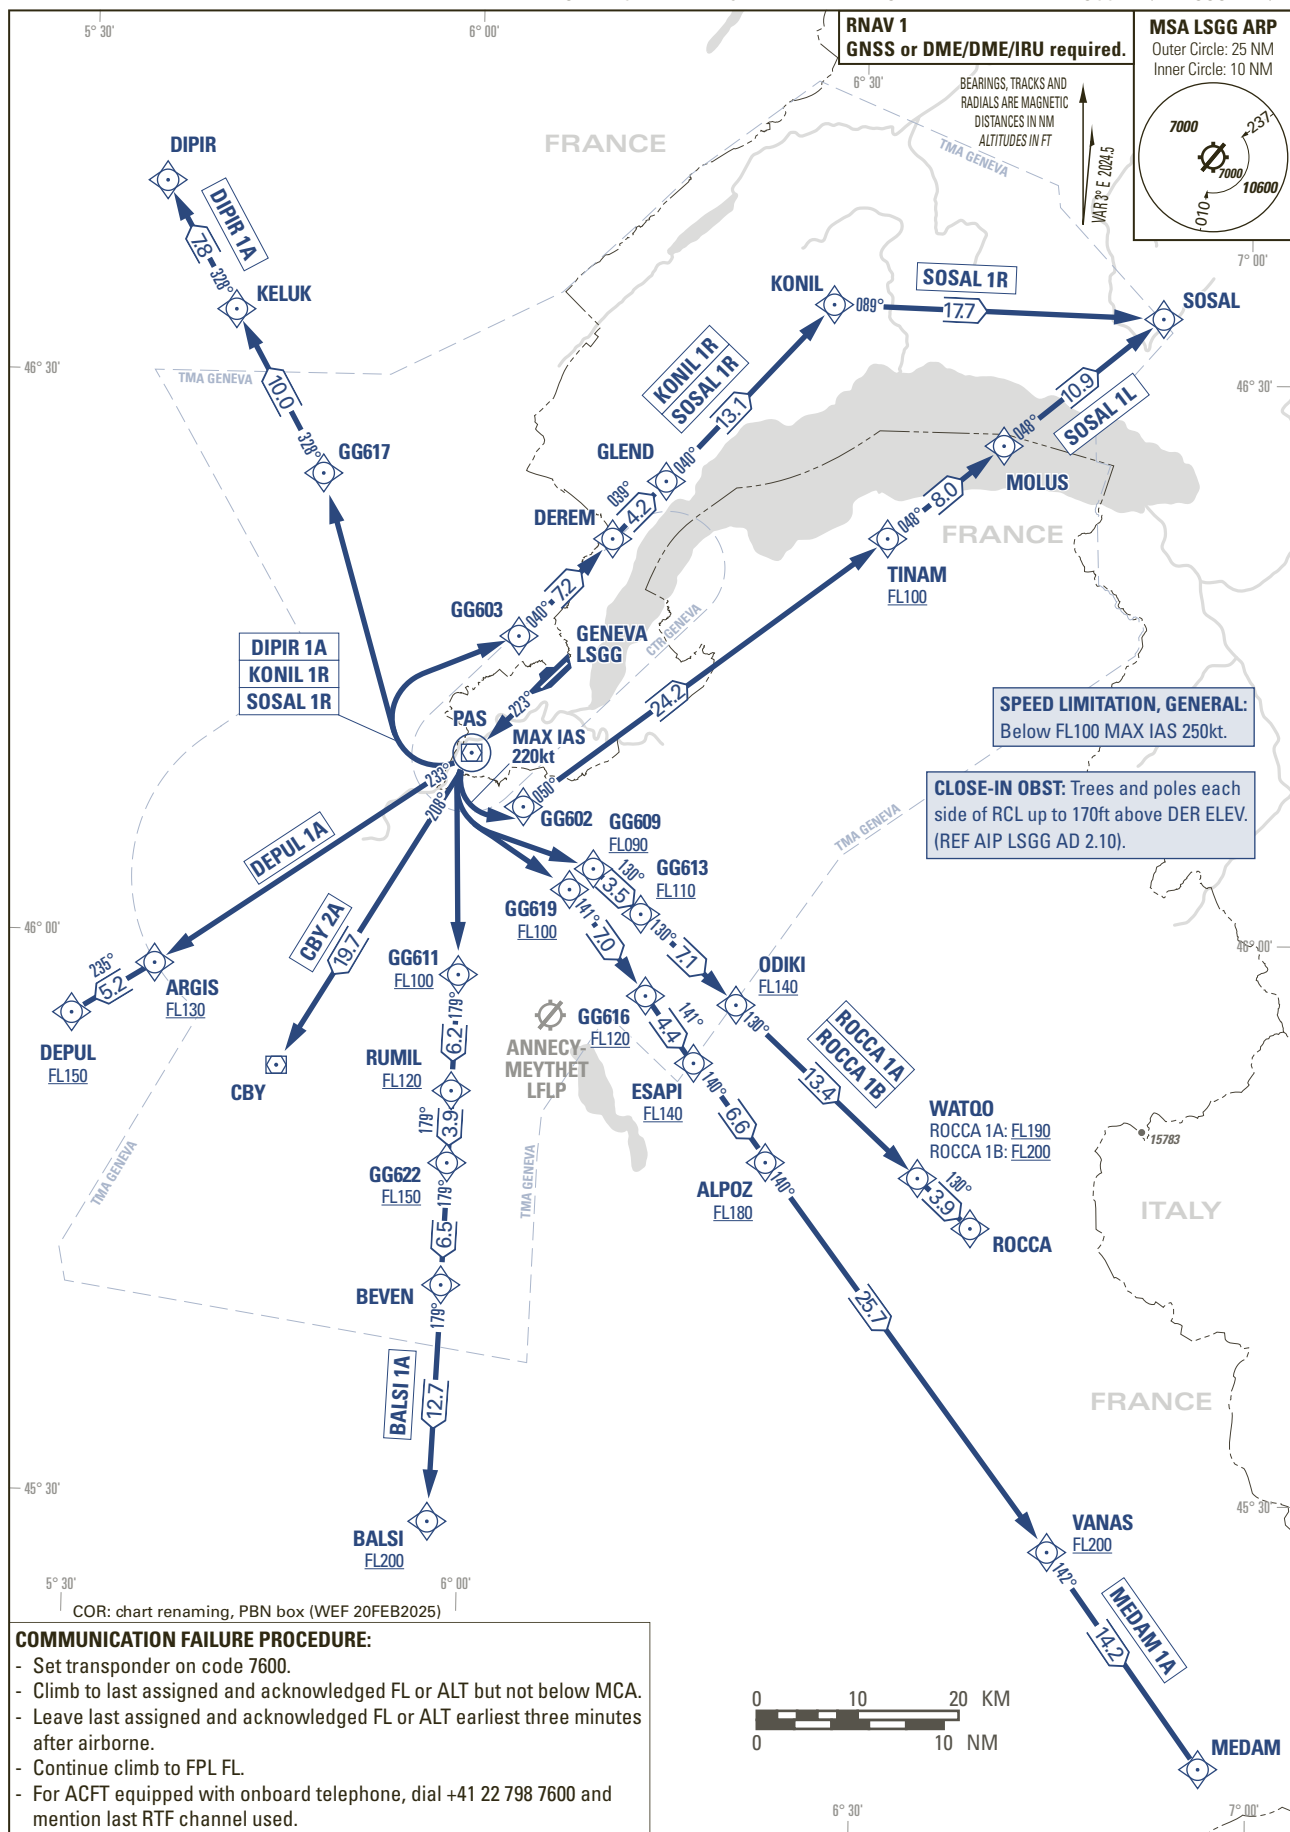 5° 30'
6° 00'
RNAV 1
GNSS or DME/DME/IRU required.
MSA LSGG ARP
Outer Circle: 25 NM
Inner Circle: 10 NM
7000
237
7000
10600
010
6° 30'
BEARINGS, TRACKS AND
RADIALS ARE MAGNETIC
DISTANCES IN NM
ALTITUDES IN FT
VAR 3° E 2024.5
FRANCE
TMA GENEVA
DIPIR
DIPIR 1A
7.8
328°
KELUK
7° 00'
KONIL
089°
SOSAL 1R
17.7
SOSAL
46° 30'
TMA GENEVA
10.0
328°
GG617
KONIL 1R
SOSAL 1R
13.1
040°
10.9
SOSAL 1L
048°
46° 30'
GLEND
039°
4.2
DEREM
MOLUS
8.0
048°
FRANCE
TINAM
FL100
7.2
040°
GG603
GENEVA
LSGG
CTR GENEVA
DIPIR 1A
KONIL 1R
SOSAL 1R
223°
24.2
PAS
MAX IAS
220kt
SPEED LIMITATION, GENERAL:
Below FL100 MAX IAS 250kt.
233°
208°
050°
GG602
CLOSE-IN OBST: Trees and poles each
side of RCL up to 170ft above DER ELEV.
(REF AIP LSGG AD 2.10).
TMA GENEVA
DEPUL 1A
GG609
FL090
130°
3.5
GG613
FL110
GG619
FL100
141°
7.0
130°
7.1
46° 00'
CBY 2A
19.7
GG611
FL100
46° 00'
235°
5.2
ARGIS
FL130
ODIKI
FL140
179°
DEPUL
FL150
GG616
FL120
141°
4.4
130°
ROCCA 1A
ROCCA 1B
6.2
ANNECY-
MEYTHET
LFLP
RUMIL
FL120
CBY
ESAPI
FL140
140°
13.4
6.6
WATQO
ROCCA 1A: FL190
ROCCA 1B: FL200
15783
179°
3.9
GG622
FL150
TMA GENEVA
TMA GENEVA
ALPOZ
FL180
140°
130°
3.9
ROCCA
ITALY
179°
6.5
BEVEN
179°
25.7
BALSI 1A
12.7
FRANCE
45° 30'
45° 30'
BALSI
FL200
VANAS
FL200
142°
MEDAM 1A
14.2
5° 30'
6° 00'
COR: chart renaming, PBN box (WEF 20FEB2025)
COMMUNICATION FAILURE PROCEDURE:
- Set transponder on code 7600.
- Climb to last assigned and acknowledged FL or ALT but not below MCA.
- Leave last assigned and acknowledged FL or ALT earliest three minutes
after airborne.
- Continue climb to FPL FL.
- For ACFT equipped with onboard telephone, dial +41 22 798 7600 and
mention last RTF channel used.
0 10 20 KM
0 10 NM
MEDAM
6° 30'
7° 00'